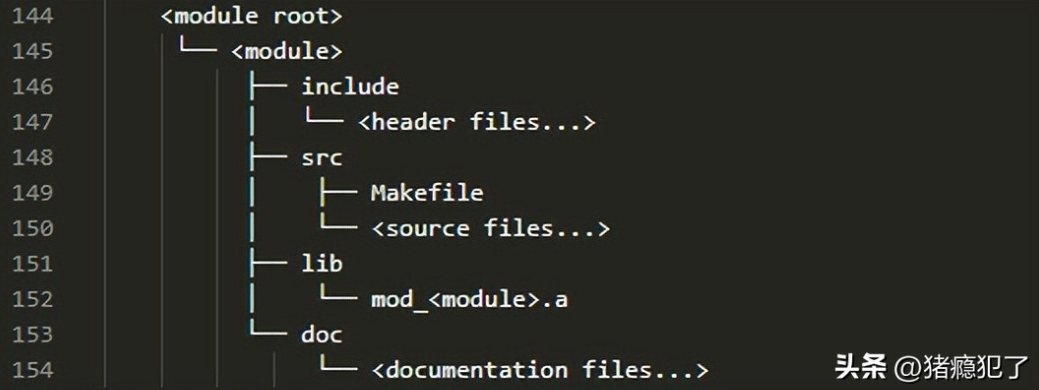 144 <module root>
145 └── <module>
146 ├── include
147 │ └── <header files...>
148 ├── src
149 │ ├── Makefile
150 │ └── <source files...>
151 ├── lib
152 │ └── mod_<module>.a
153 └── doc
154 └── <documentation files...>
头条 @猪瘾犯了